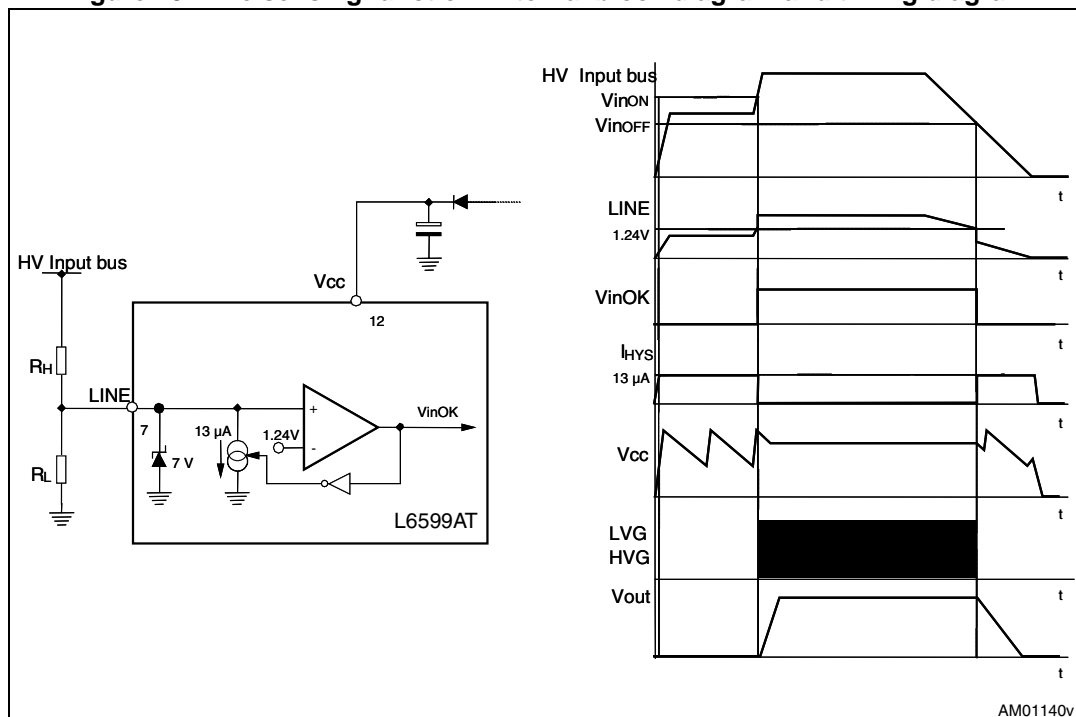 HV Input bus
Vcc
12
RH
LINE
7
7 V
13 µA
1.24V
+
-
VinOK
RL
L6599AT
HV Input bus
VinON
VinOFF
t
LINE
1.24V
t
VinOK
t
IHYS
13 µA
t
Vcc
t
LVG
HVG
t
Vout
t
AM01140v